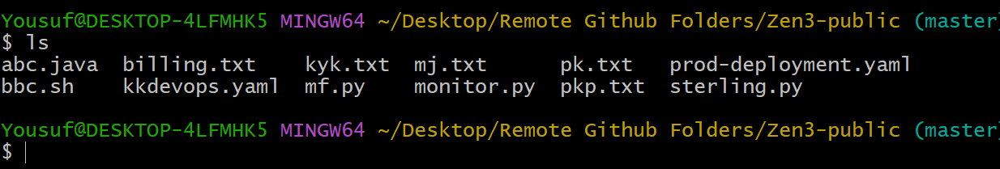 Yousuf@DESKTOP-4LFMHK5 MINGW64 ~/Desktop/Remote Github Folders/Zen3-public (master)
$ ls
abc.java  billing.txt    kyk.txt  mj.txt      pk.txt   prod-deployment.yaml
bbc.sh    kkdevops.yaml  mf.py    monitor.py  pkp.txt  sterling.py
Yousuf@DESKTOP-4LFMHK5 MINGW64 ~/Desktop/Remote Github Folders/Zen3-public (master)
$